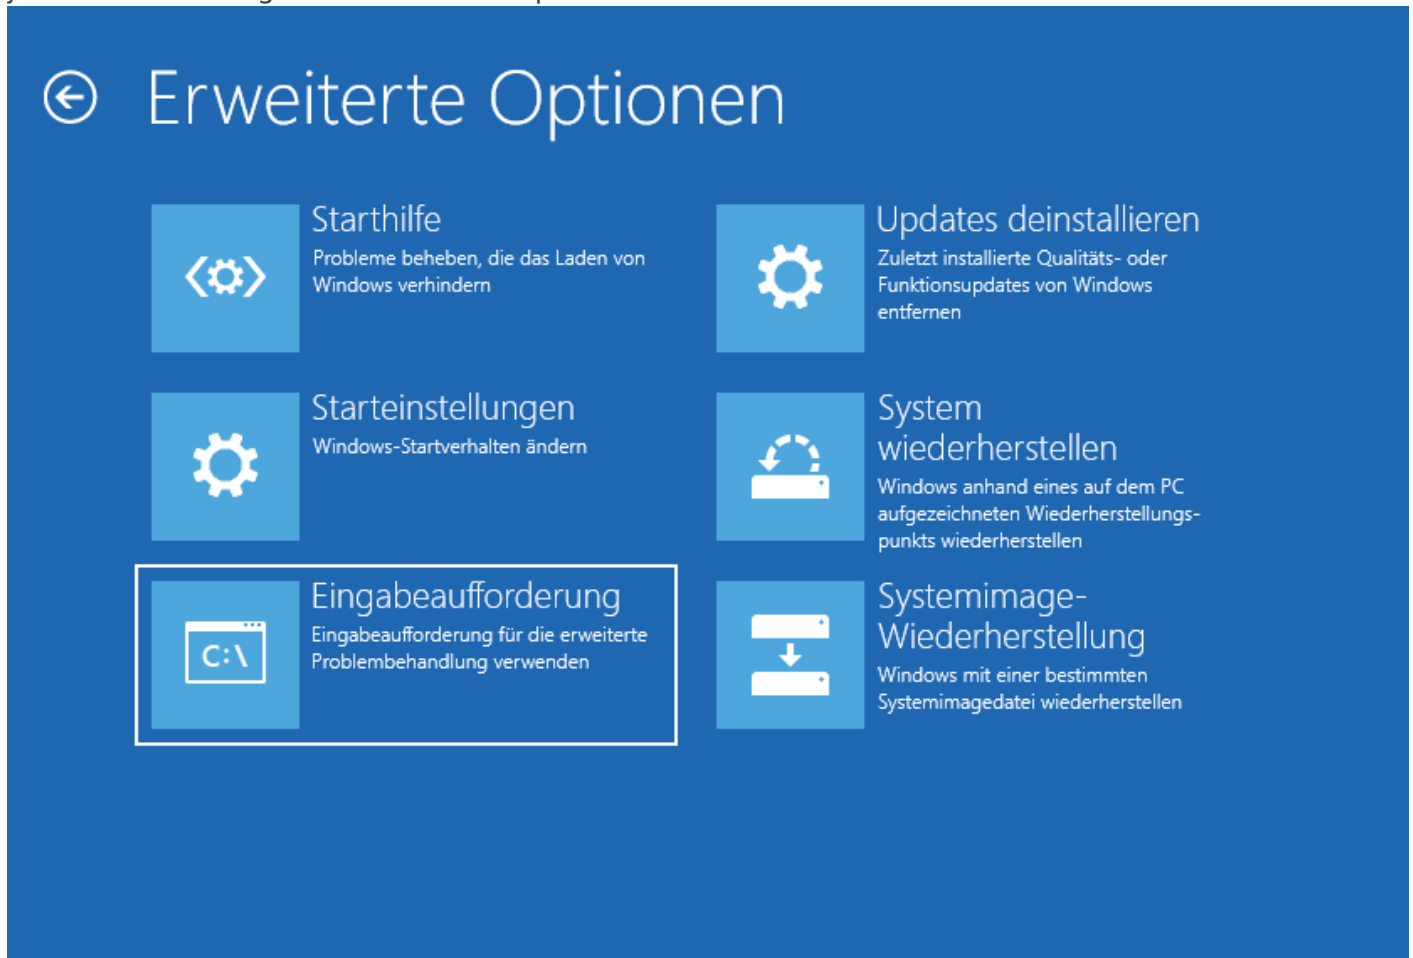 Erweiterte Optionen
Starthilfe
Probleme beheben, die das Laden von
Windows verhindern
Starteinstellungen
Windows-Startverhalten ändern
C:\
Eingabeaufforderung
Eingabeaufforderung für die erweiterte
Problembehandlung verwenden
Updates deinstallieren
Zuletzt installierte Qualitäts- oder
Funktionsupdates von Windows
entfernen
System
wiederherstellen
Windows anhand eines auf dem PC
aufgezeichneten Wiederherstellungs-
punkts wiederherstellen
Systemimage-
Wiederherstellung
Windows mit einer bestimmten
Systemimagedatei wiederherstellen